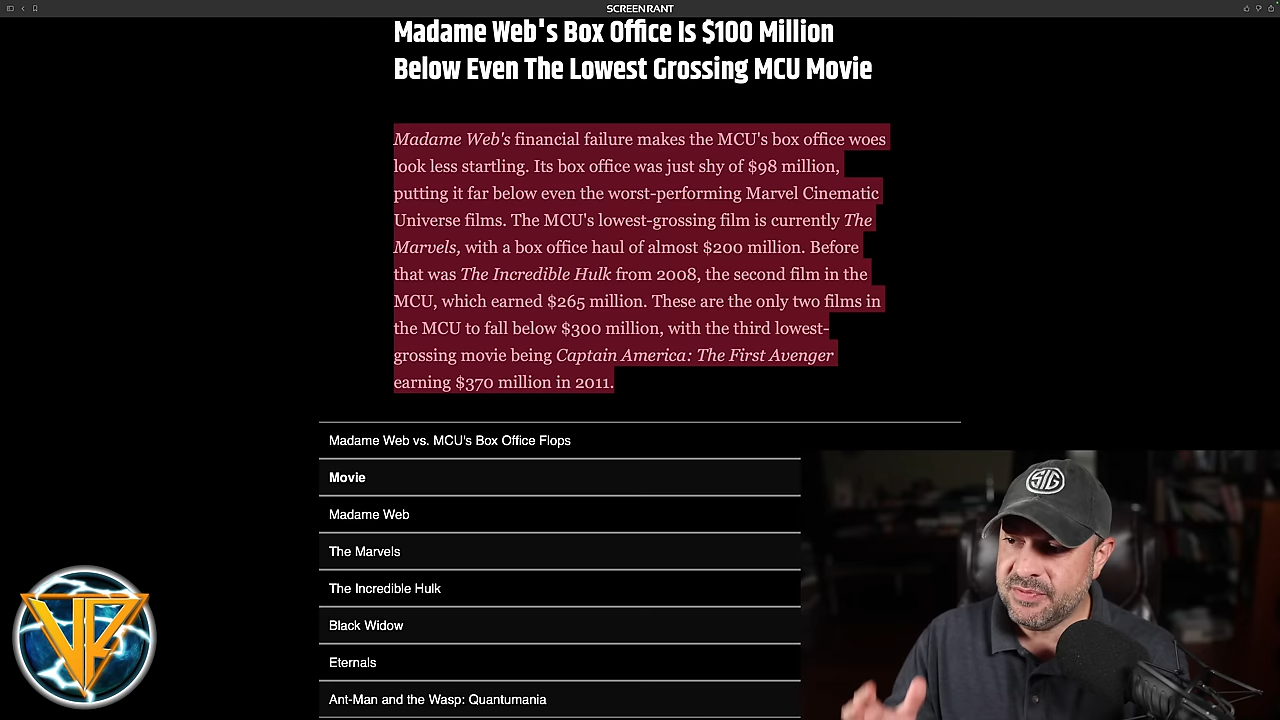 SCREENRANT
Madame Web's Box Office Is $100 Million
Below Even The Lowest Grossing MCU Movie
Madame Web's financial failure makes the MCU's box office woes
look less startling. Its box office was just shy of $98 million,
putting it far below even the worst-performing Marvel Cinematic
Universe films. The MCU's lowest-grossing film is currently The
Marvels, with a box office haul of almost $200 million. Before
that was The Incredible Hulk from 2008, the second film in the
MCU, which earned $265 million. These are the only two films in
the MCU to fall below $300 million, with the third lowest-
grossing movie being Captain America: The First Avenger
earning $370 million in 2011.
Madame Web vs. MCU's Box Office Flops
Movie
Madame Web
The Marvels
The Incredible Hulk
Black Widow
Eternals
Ant-Man and the Wasp: Quantumania
SIG
VR